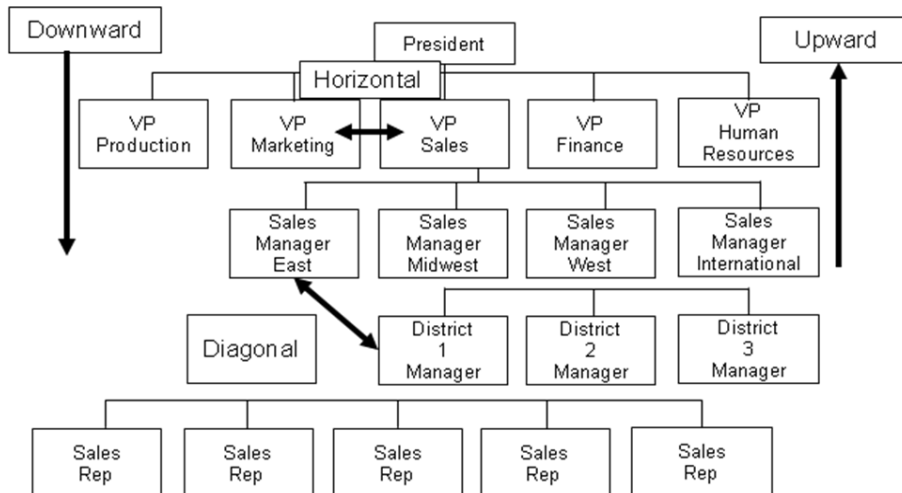 Downward
President
Upward
Horizontal
VP
Production
VP
Marketing
VP
Sales
VP
Finance
VP
Human
Resources
Sales
Manager
East
Sales
Manager
Midwest
Sales
Manager
West
Sales
Manager
International
Diagonal
District
1
Manager
District
2
Manager
District
3
Manager
Sales
Rep
Sales
Rep
Sales
Rep
Sales
Rep
Sales
Rep